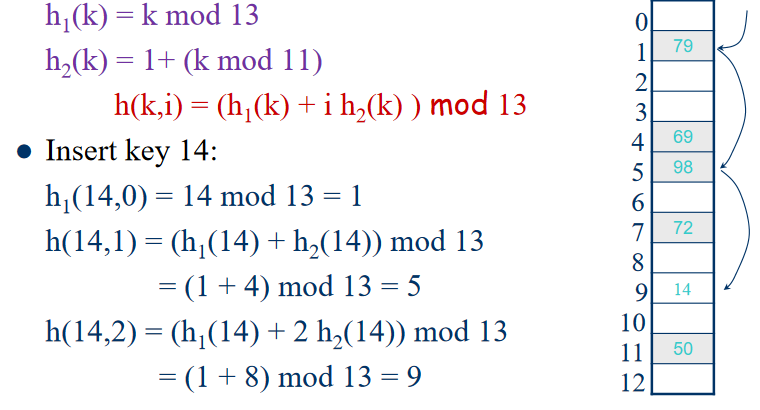 h₁(k) = k mod 13
h₂(k) = 1+ (k mod 11)
h(k,i) = (h₁(k) + i h₂(k) ) mod 13
● Insert key 14:
h₁(14,0) = 14 mod 13 = 1
h(14,1) = (h₁(14) + h₂(14)) mod 13
= (1 + 4) mod 13 = 5
h(14,2) = (h₁(14) + 2 h₂(14)) mod 13
= (1 + 8) mod 13 = 9
0
1 79
2
3
4 69
5 98
6
7 72
8
9 14
10
11 50
12